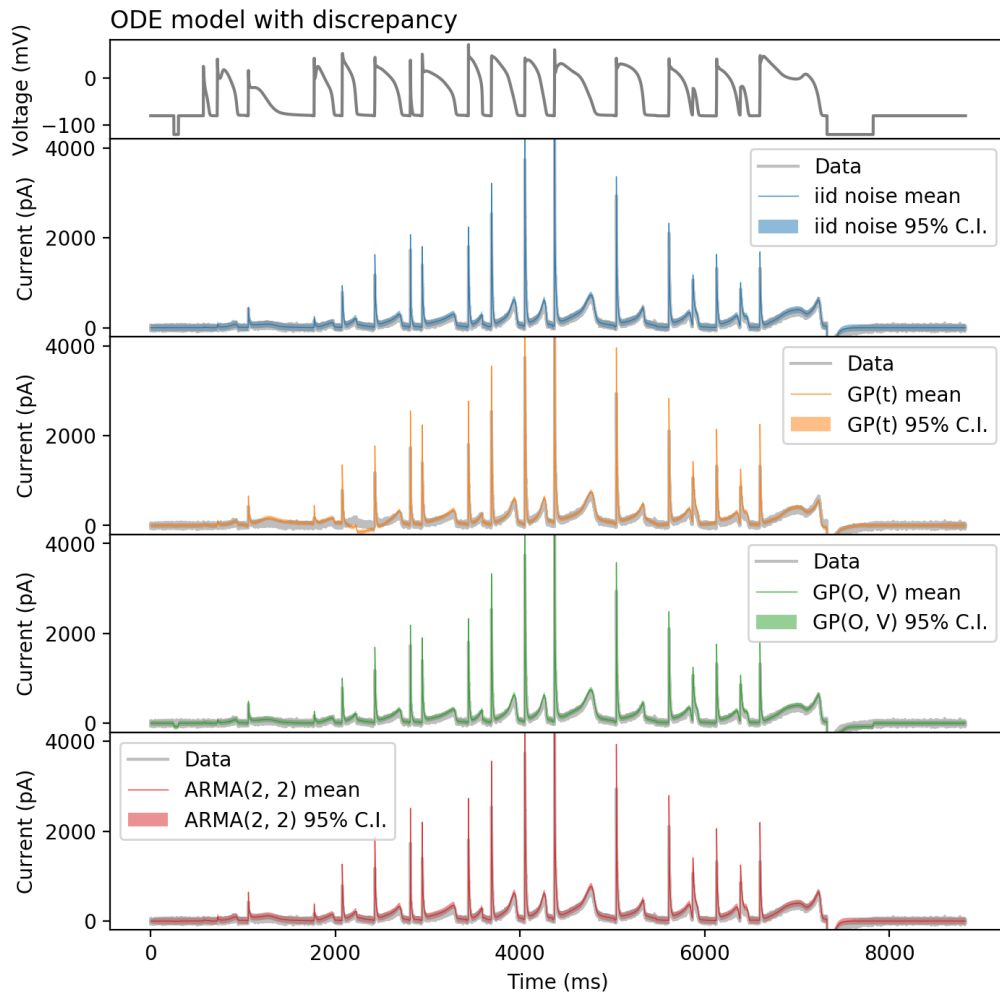 ODE model with discrepancy
Voltage (mV)
0
−100
Current (pA)
4000
2000
0
Data
iid noise mean
iid noise 95% C.I.
Current (pA)
4000
2000
0
Data
GP(t) mean
GP(t) 95% C.I.
Current (pA)
4000
2000
0
Data
GP(O, V) mean
GP(O, V) 95% C.I.
Current (pA)
4000
2000
0
Data
ARMA(2, 2) mean
ARMA(2, 2) 95% C.I.
0 2000 4000 6000 8000
Time (ms)